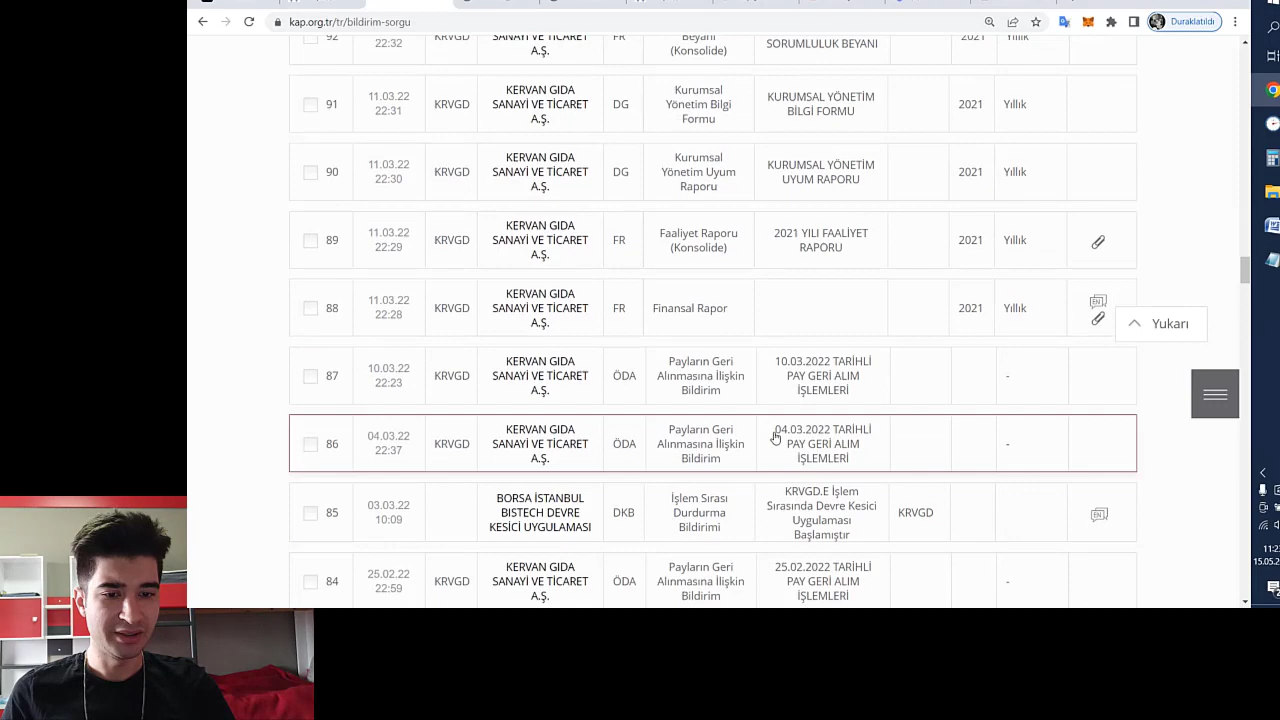 kap.org.tr/tr/bildirim-sorgu
Duraklatıldı
92
22:32
KRVGD
SANAYİ VE TİCARET
A.Ş.
FR
Beyanı
(Konsolide)
SORUMLULUK BEYANI
2021
Yıllık
91
11.03.22
22:31
KRVGD
KERVAN GIDA
SANAYİ VE TİCARET
A.Ş.
DG
Kurumsal
Yönetim Bilgi
Formu
KURUMSAL YÖNETİM
BİLGİ FORMU
2021
Yıllık
90
11.03.22
22:30
KRVGD
KERVAN GIDA
SANAYİ VE TİCARET
A.Ş.
DG
Kurumsal
Yönetim Uyum
Raporu
KURUMSAL YÖNETİM
UYUM RAPORU
2021
Yıllık
89
11.03.22
22:29
KRVGD
KERVAN GIDA
SANAYİ VE TİCARET
A.Ş.
FR
Faaliyet Raporu
(Konsolide)
2021 YILI FAALİYET
RAPORU
2021
Yıllık
88
11.03.22
22:28
KRVGD
KERVAN GIDA
SANAYİ VE TİCARET
A.Ş.
FR
Finansal Rapor
2021
Yıllık
EN
Yukarı
87
10.03.22
22:23
KRVGD
KERVAN GIDA
SANAYİ VE TİCARET
A.Ş.
ÖDA
Payların Geri
Alınmasına İlişkin
Bildirim
10.03.2022 TARİHLİ
PAY GERİ ALIM
İŞLEMLERİ
-
86
04.03.22
22:37
KRVGD
KERVAN GIDA
SANAYİ VE TİCARET
A.Ş.
ÖDA
Payların Geri
Alınmasına İlişkin
Bildirim
04.03.2022 TARİHLİ
PAY GERİ ALIM
İŞLEMLERİ
-
85
03.03.22
10:09
BORSA İSTANBUL
BISTECH DEVRE
KESİCİ UYGULAMASI
DKB
İşlem Sırası
Durdurma
Bildirimi
KRVGD.E İşlem
Sırasında Devre Kesici
Uygulaması
Başlamıştır
KRVGD
EN
84
25.02.22
22:59
KRVGD
KERVAN GIDA
SANAYİ VE TİCARET
A.Ş.
ÖDA
Payların Geri
Alınmasına İlişkin
Bildirim
25.02.2022 TARİHLİ
PAY GERİ ALIM
İŞLEMLERİ
-